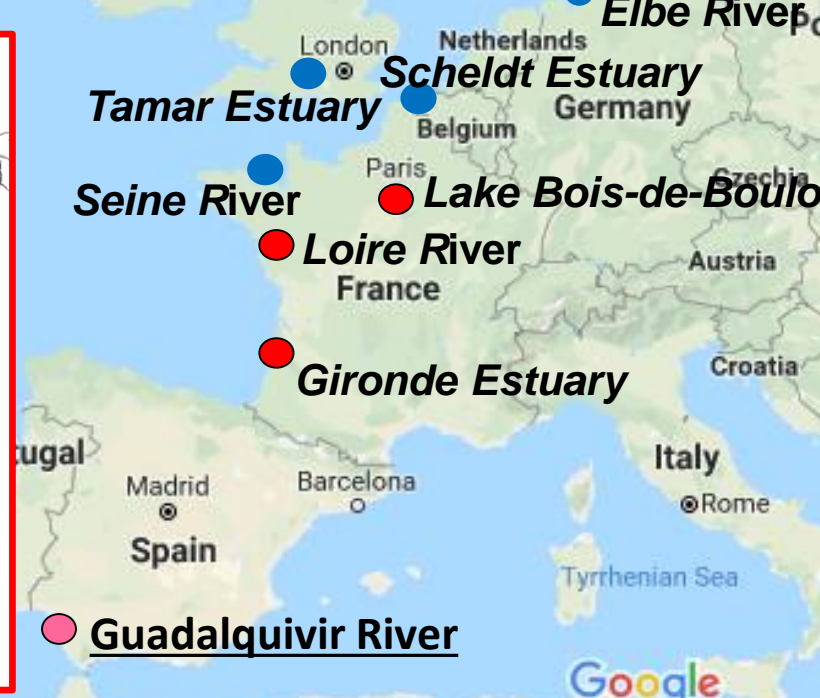 Elbe River
Po
London
Netherlands
Scheldt Estuary
Tamar Estuary
Germany
Belgium
Paris
Czechia
Seine River
Lake Bois-de-Boulo
Loire River
Austria
France
Croatia
Gironde Estuary
tugal
Italy
Madrid
Barcelona
Rome
Spain
Tyrrhenian Sea
Guadalquivir River
Google